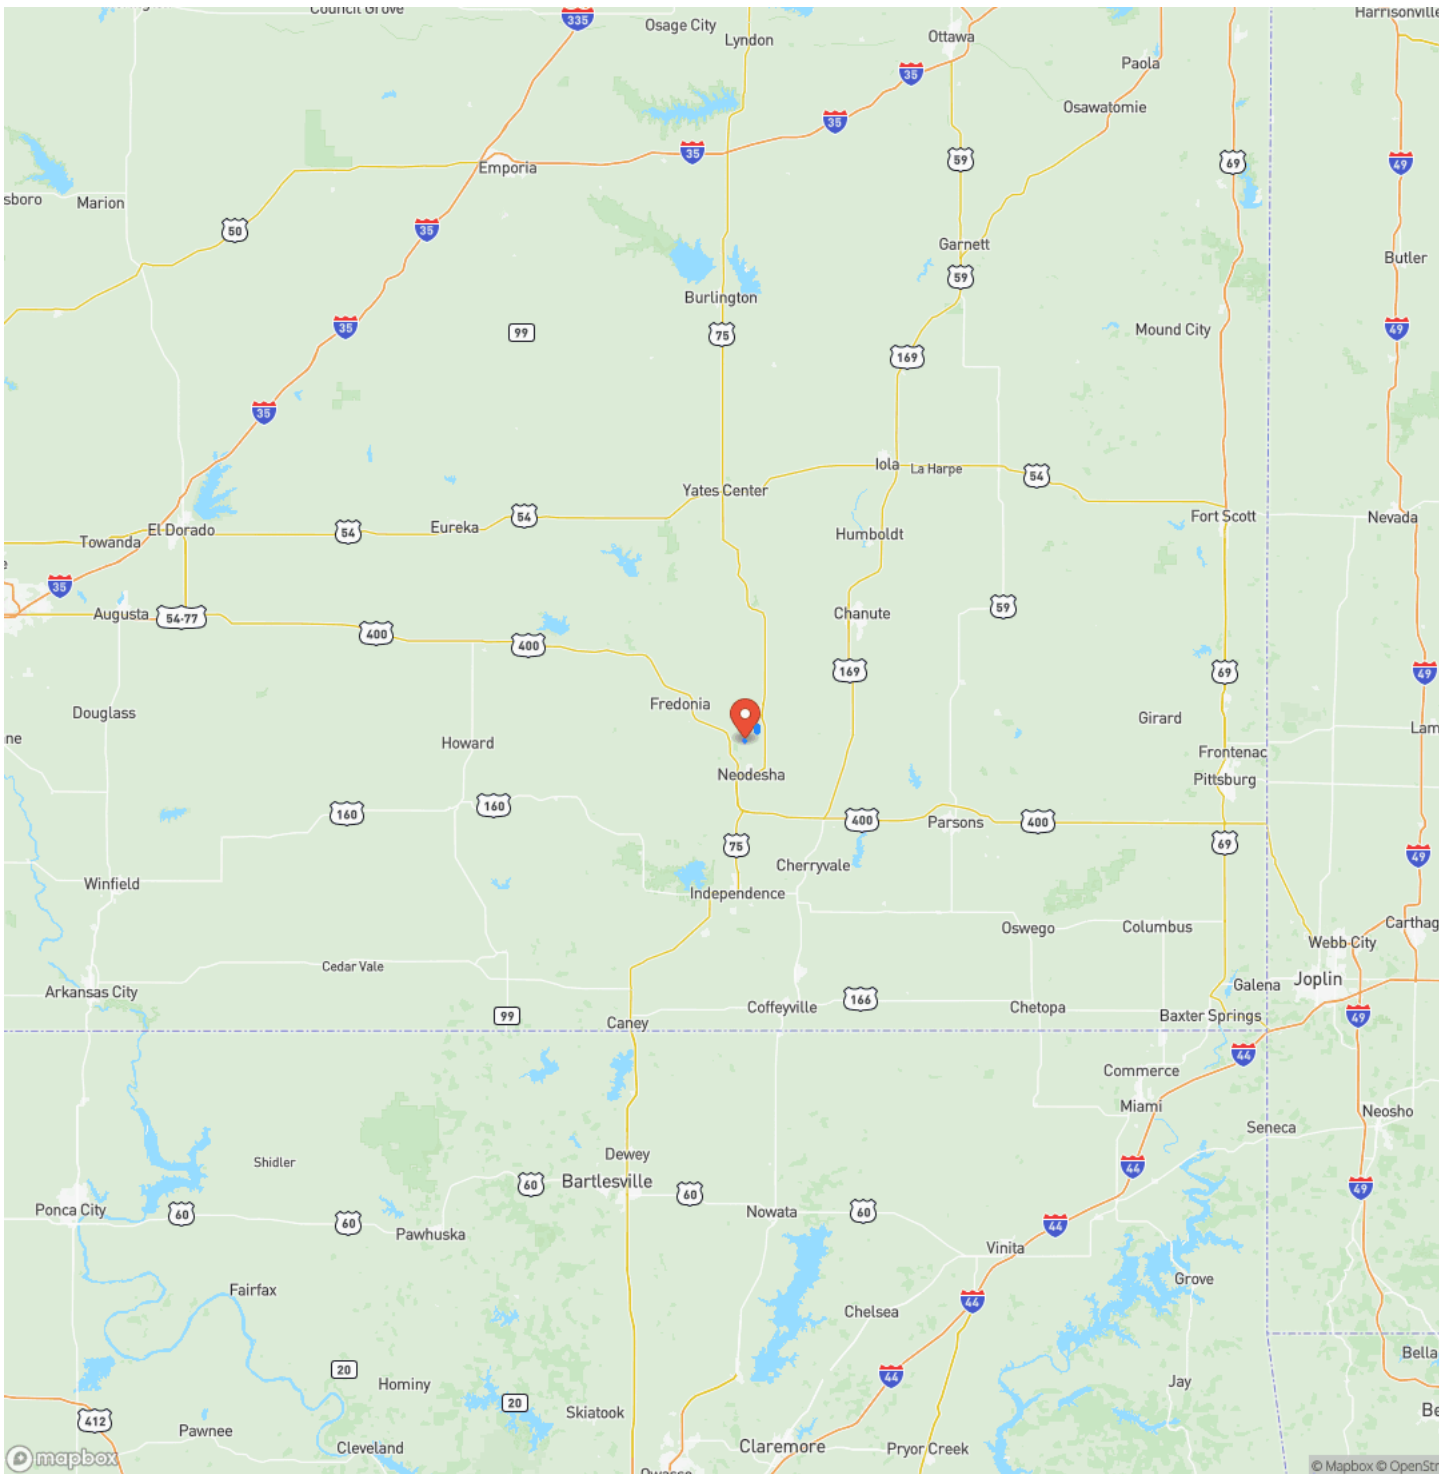 Council Grove
335
Osage City
Lyndon
Ottawa
Harrisonville
35
Paola
Osawatomie
35
35
Emporia
59
69
49
sboro
Marion
50
35
Garnett
59
Butler
Burlington
35
99
75
169
Mound City
49
35
Iola
La Harpe
54
Yates Center
El Dorado
54
Eureka
54
Humboldt
Fort Scott
Nevada
Towanda
35
Augusta
54-77
400
400
Chanute
59
169
69
49
Fredonia
Douglass
Girard
Lam
ne
Howard
Frontenac
Neodesha
Pittsburg
160
160
400
Parsons
400
75
69
49
Cherryvale
Winfield
Independence
Oswego
Columbus
Carthag
Webb City
Cedar Vale
Joplin
Galena
Arkansas City
166
99
Coffeyville
Chetopa
Baxter Springs
49
Caney
44
Commerce
Miami
Neosho
Seneca
Dewey
Shidler
44
Bartlesville
60
60
49
Ponca City
60
60
Pawhuska
Nowata
60
44
Vinita
Fairfax
Grove
44
Chelsea
Bella
20
44
Hominy
20
Jay
Skiatook
412
Pawnee
Be
Cleveland
Claremore
Pryor Creek
mapbox
Owasso
© Mapbox © OpenStr